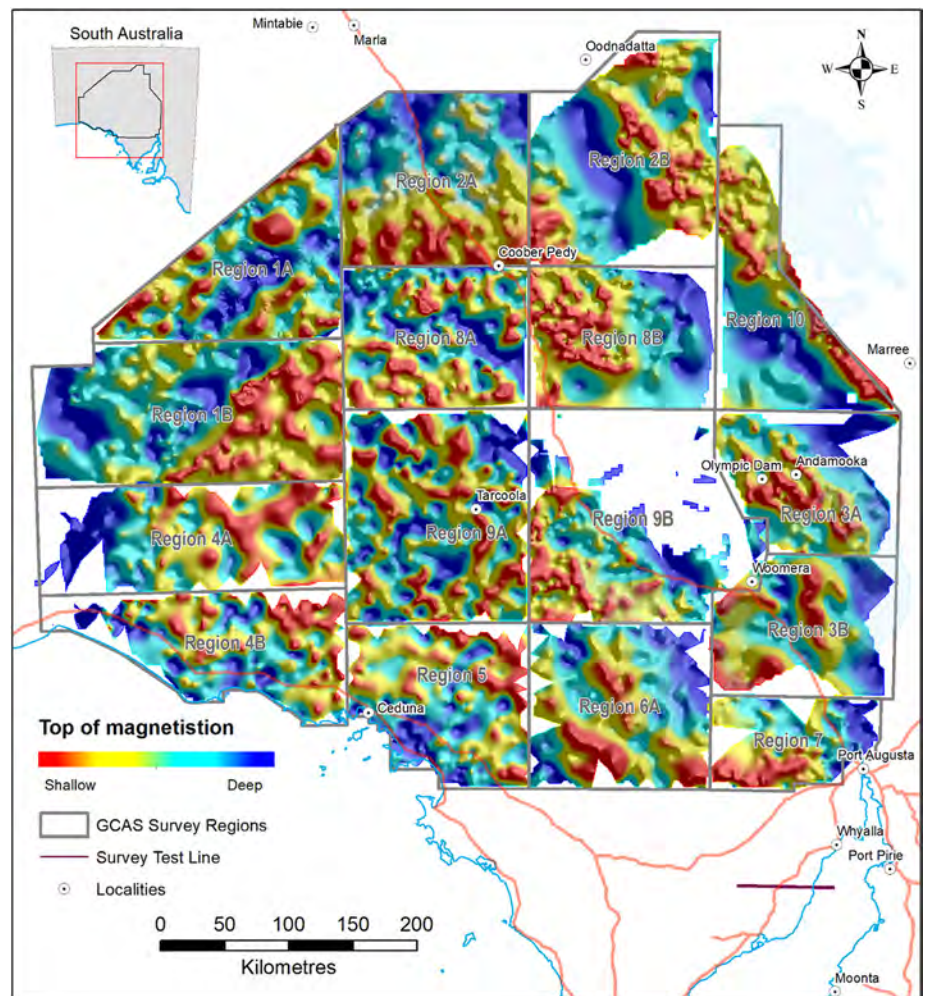 South Australia
Mintabie
Marla
Oodnadatta
N
W
E
S
Region 2B
Region 2A
Coober Pedy
Region 1A
Region 10
Region 8A
Region 8B
Marree
Region 1B
Olympic Dam
Andamooka
Tarcoola
Region 3A
Region 9B
Region 4A
Region 9A
Woomera
Region 3B
Region 4B
Region 5
Region 6A
Ceduna
Region 7
Port Augusta
Top of magnetistion
Shallow
Deep
GCAS Survey Regions
Survey Test Line
Localities
Whyalla
Port Pirie
0 50 100 150 200
Kilometres
Moonta